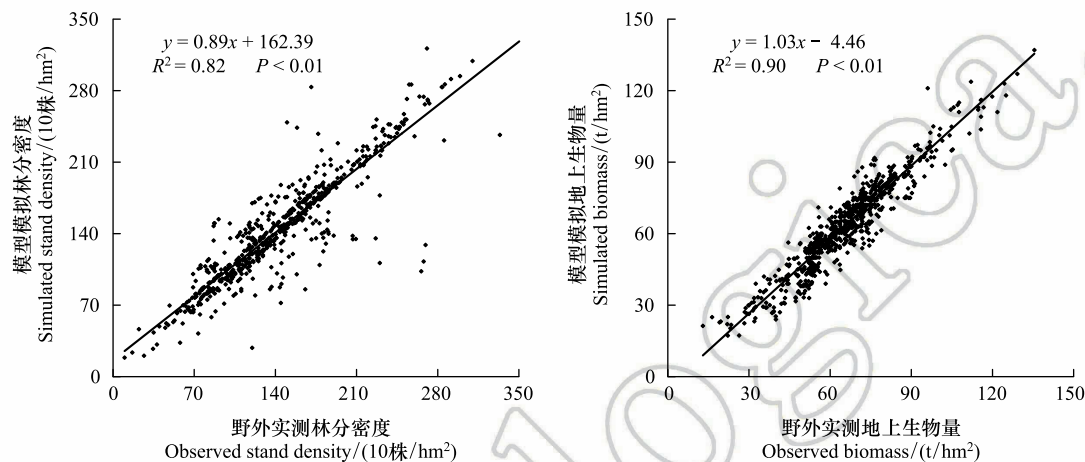 350
280
210
140
70
0
模型模拟林分密度
Simulated stand density/(10株/hm²)
y = 0.89x + 162.39
R² = 0.82 P < 0.01
0 70 140 210 280 350
野外实测林分密度
Observed stand density/(10株/hm²)
150
120
90
60
30
0
模型模拟地上生物量
Simulated biomass/(t/hm²)
y = 1.03x − 4.46
R² = 0.90 P < 0.01
0 30 60 90 120 150
野外实测地上生物量
Observed biomass/(t/hm²)
logica